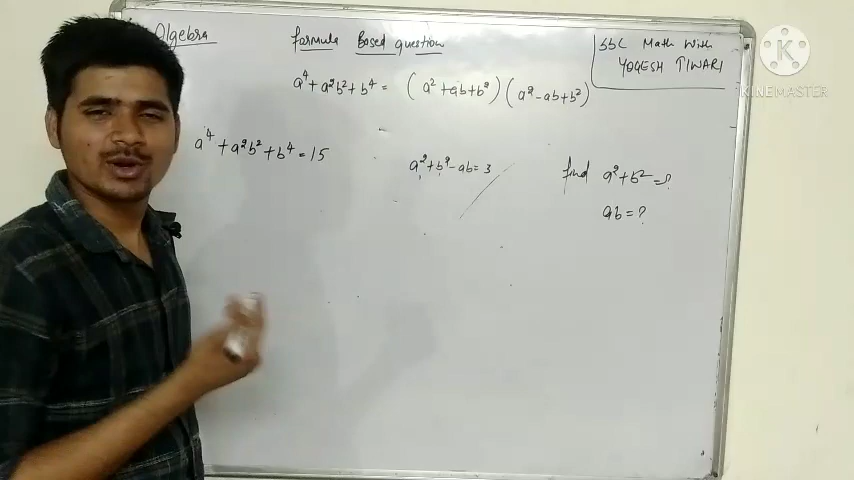 Algebra
Formula Based question
SSC Math With
YOGESH TIWARI
KINEMASTER
a⁴ + a²b² + b⁴ = (a² + ab + b²) (a² - ab + b²)
a⁴ + a²b² + b⁴ = 15
a² + b² - ab = 3
find a² + b² = ?
ab = ?